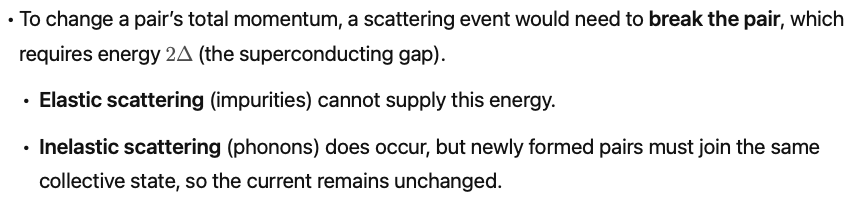 • To change a pair’s total momentum, a scattering event would need to break the pair, which
requires energy 2Δ (the superconducting gap).
• Elastic scattering (impurities) cannot supply this energy.
• Inelastic scattering (phonons) does occur, but newly formed pairs must join the same
collective state, so the current remains unchanged.